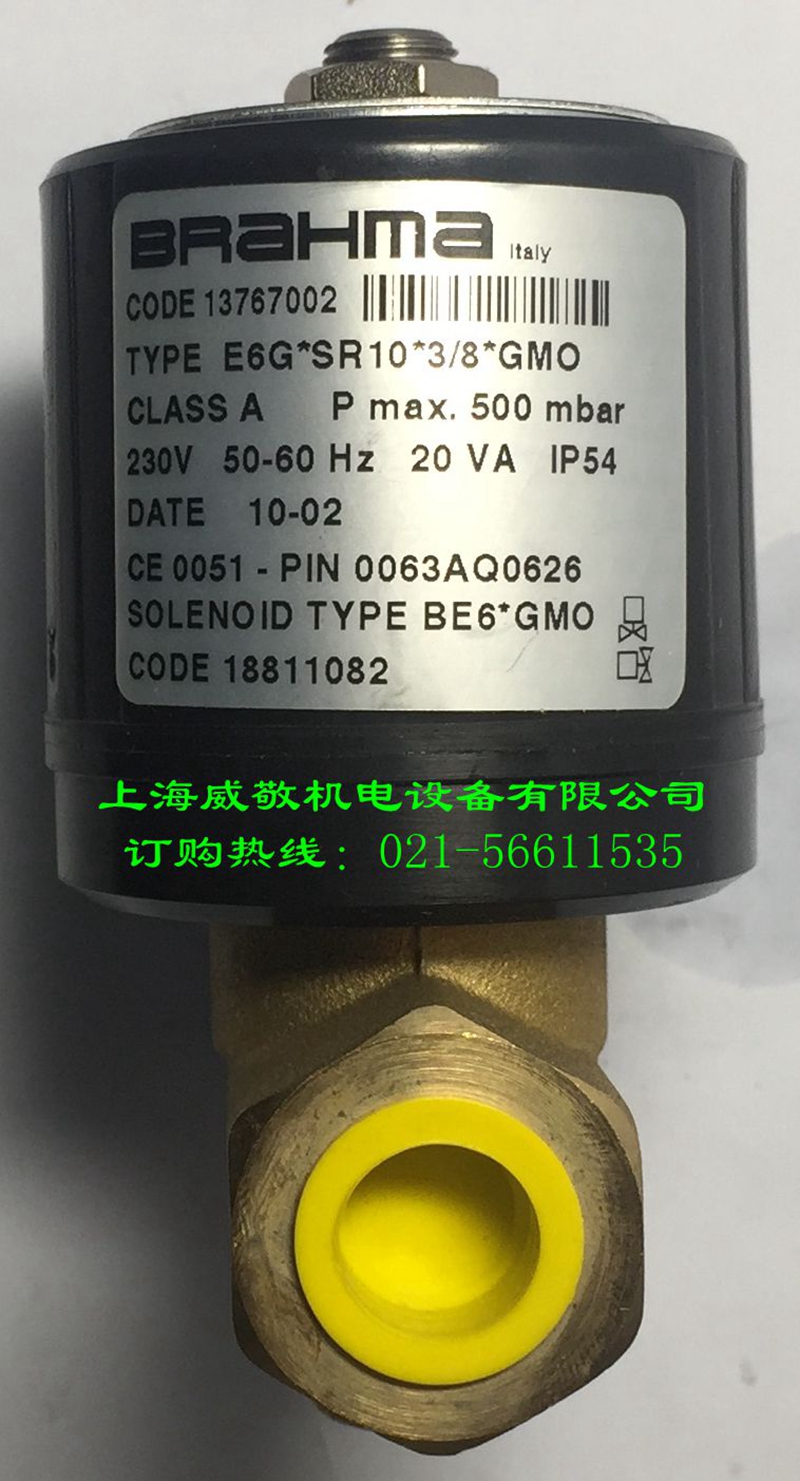 BRAHMA Italy
CODE 13767002
TYPE E6G*SR10*3/8*GMO
CLASS A P max. 500 mbar
230V 50-60 Hz 20 VA IP54
DATE 10-02
CE 0051 - PIN 0063AQ0626
SOLENOID TYPE BE6*GMO
CODE 18811082
上海威敬机电设备有限公司
订购热线：021-56611535